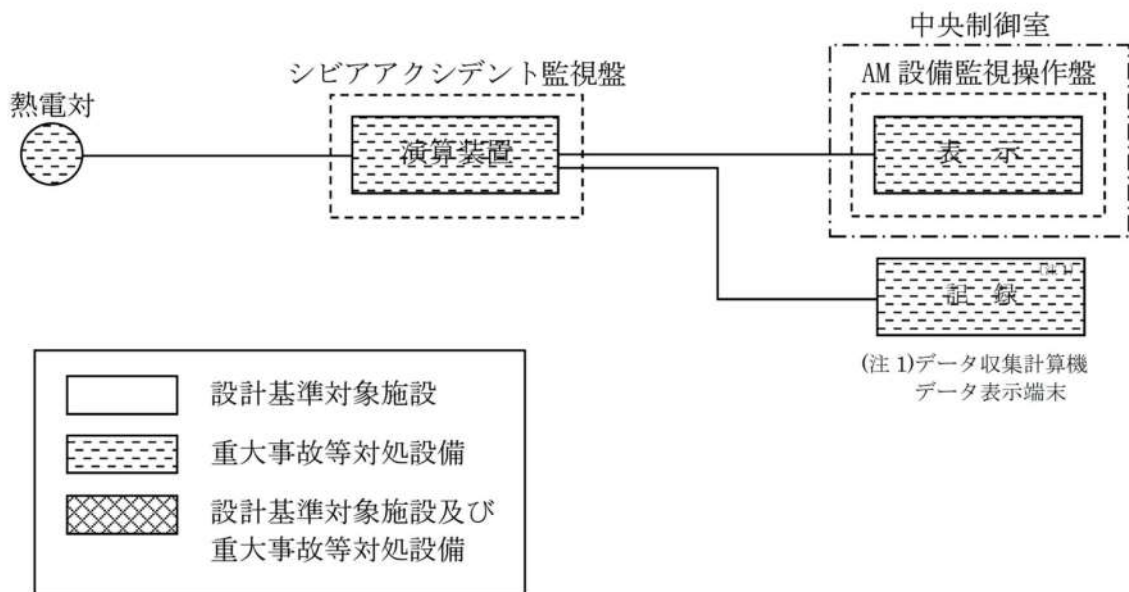 中央制御室
シビアアクシデント監視盤
AM 設備監視操作盤
熱電対
演算装置
表 示
記 録
(注 1)データ収集計算機
データ表示端末
設計基準対象施設
重大事故等対処設備
設計基準対象施設及び
重大事故等対処設備